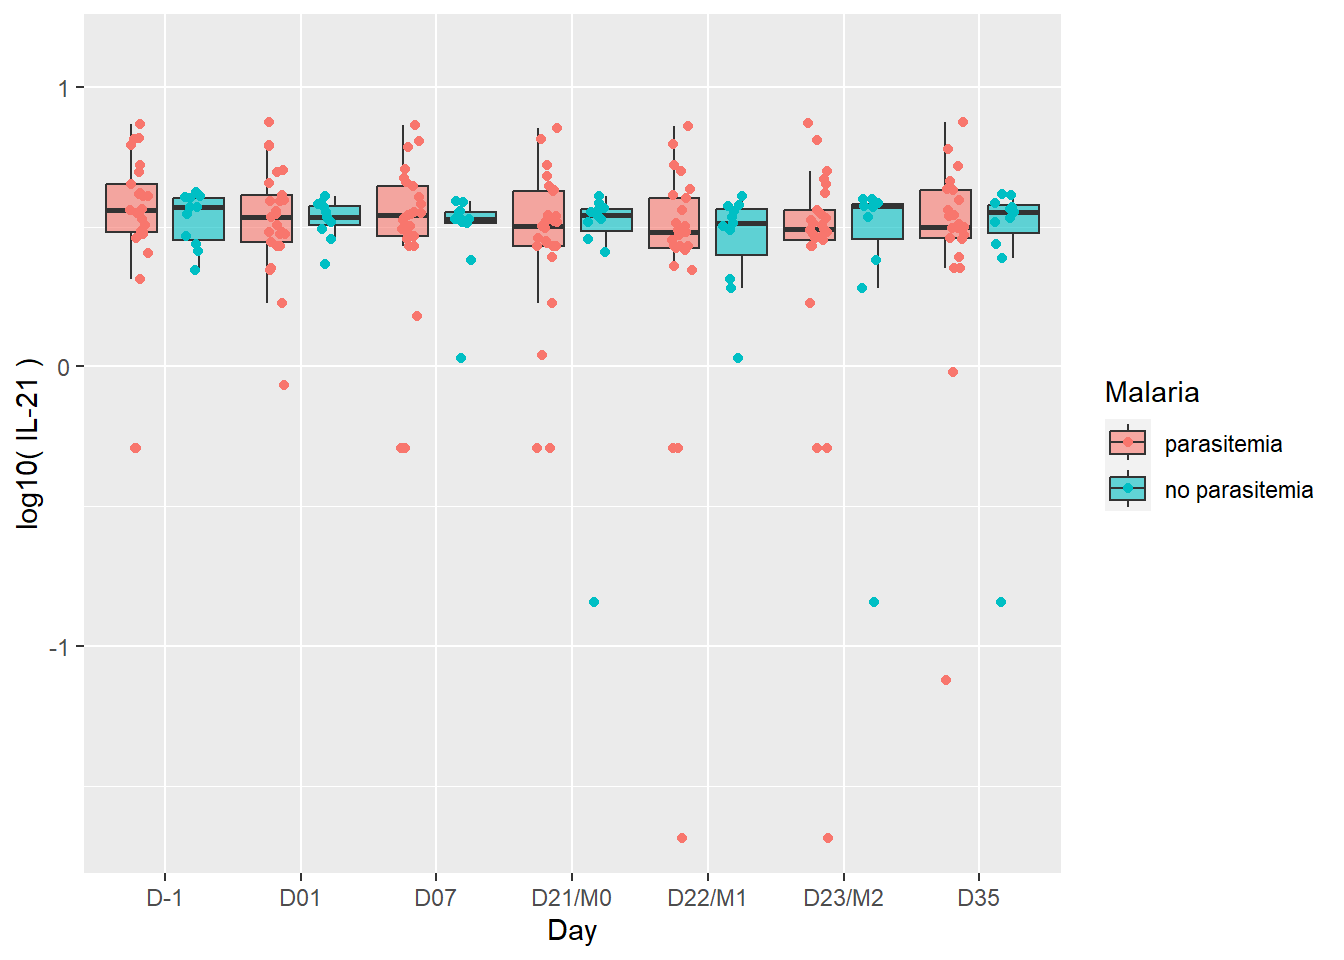 1
0
-1
log10( IL-21 )
D-1 D01 D07 D21/M0 D22/M1 D23/M2 D35
Day
Malaria
parasitemia
no parasitemia